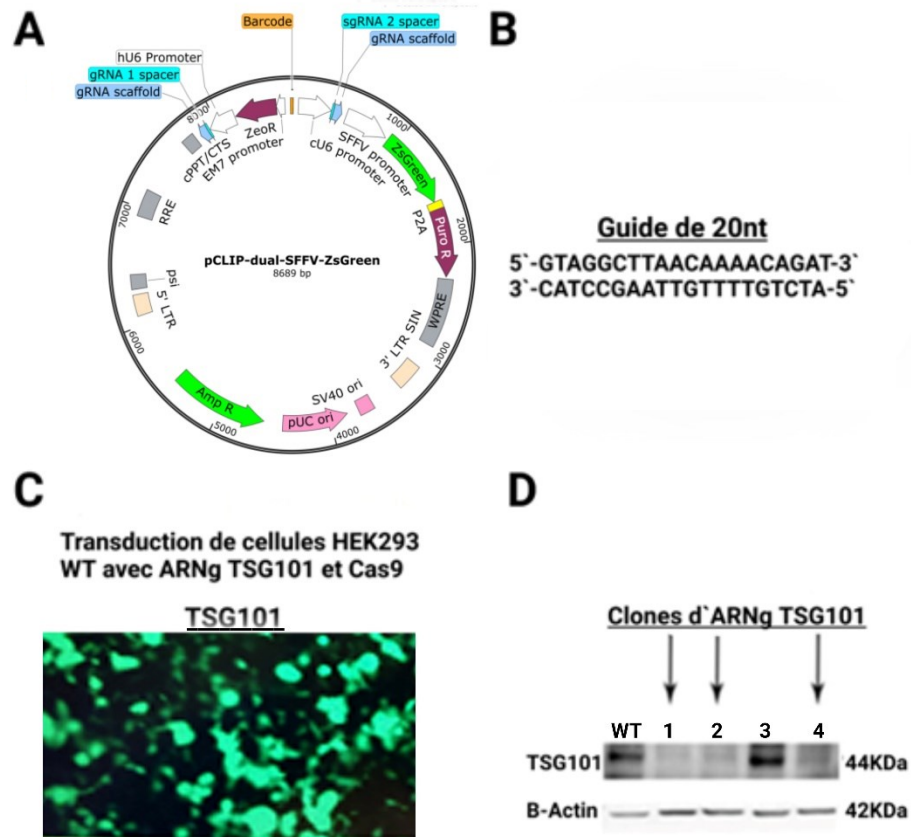 A
Barcode
sgRNA 2 spacer
gRNA scaffold
hU6 Promoter
gRNA 1 spacer
gRNA scaffold
8000
1000
2000
3000
4000
5000
6000
7000
cPPT/CTS
EM7 promoter
ZeoR
cU6 promoter
SFFV promoter
ZsGreen
P2A
Puro R
WPRE
3' LTR SIN
SV40 ori
pUC ori
Amp R
5' LTR
psi
RRE
pCLIP-dual-SFFV-ZsGreen
8689 bp
B
Guide de 20nt
5`-GTAGGCTTAACAAAACAGAT-3`
3`-CATCCGAATTGTTTTGTCTA-5`
C
Transduction de cellules HEK293
WT avec ARNg TSG101 et Cas9
TSG101
D
Clones d`ARNg TSG101
WT 1 2 3 4
TSG101 44KDa
B-Actin 42KDa